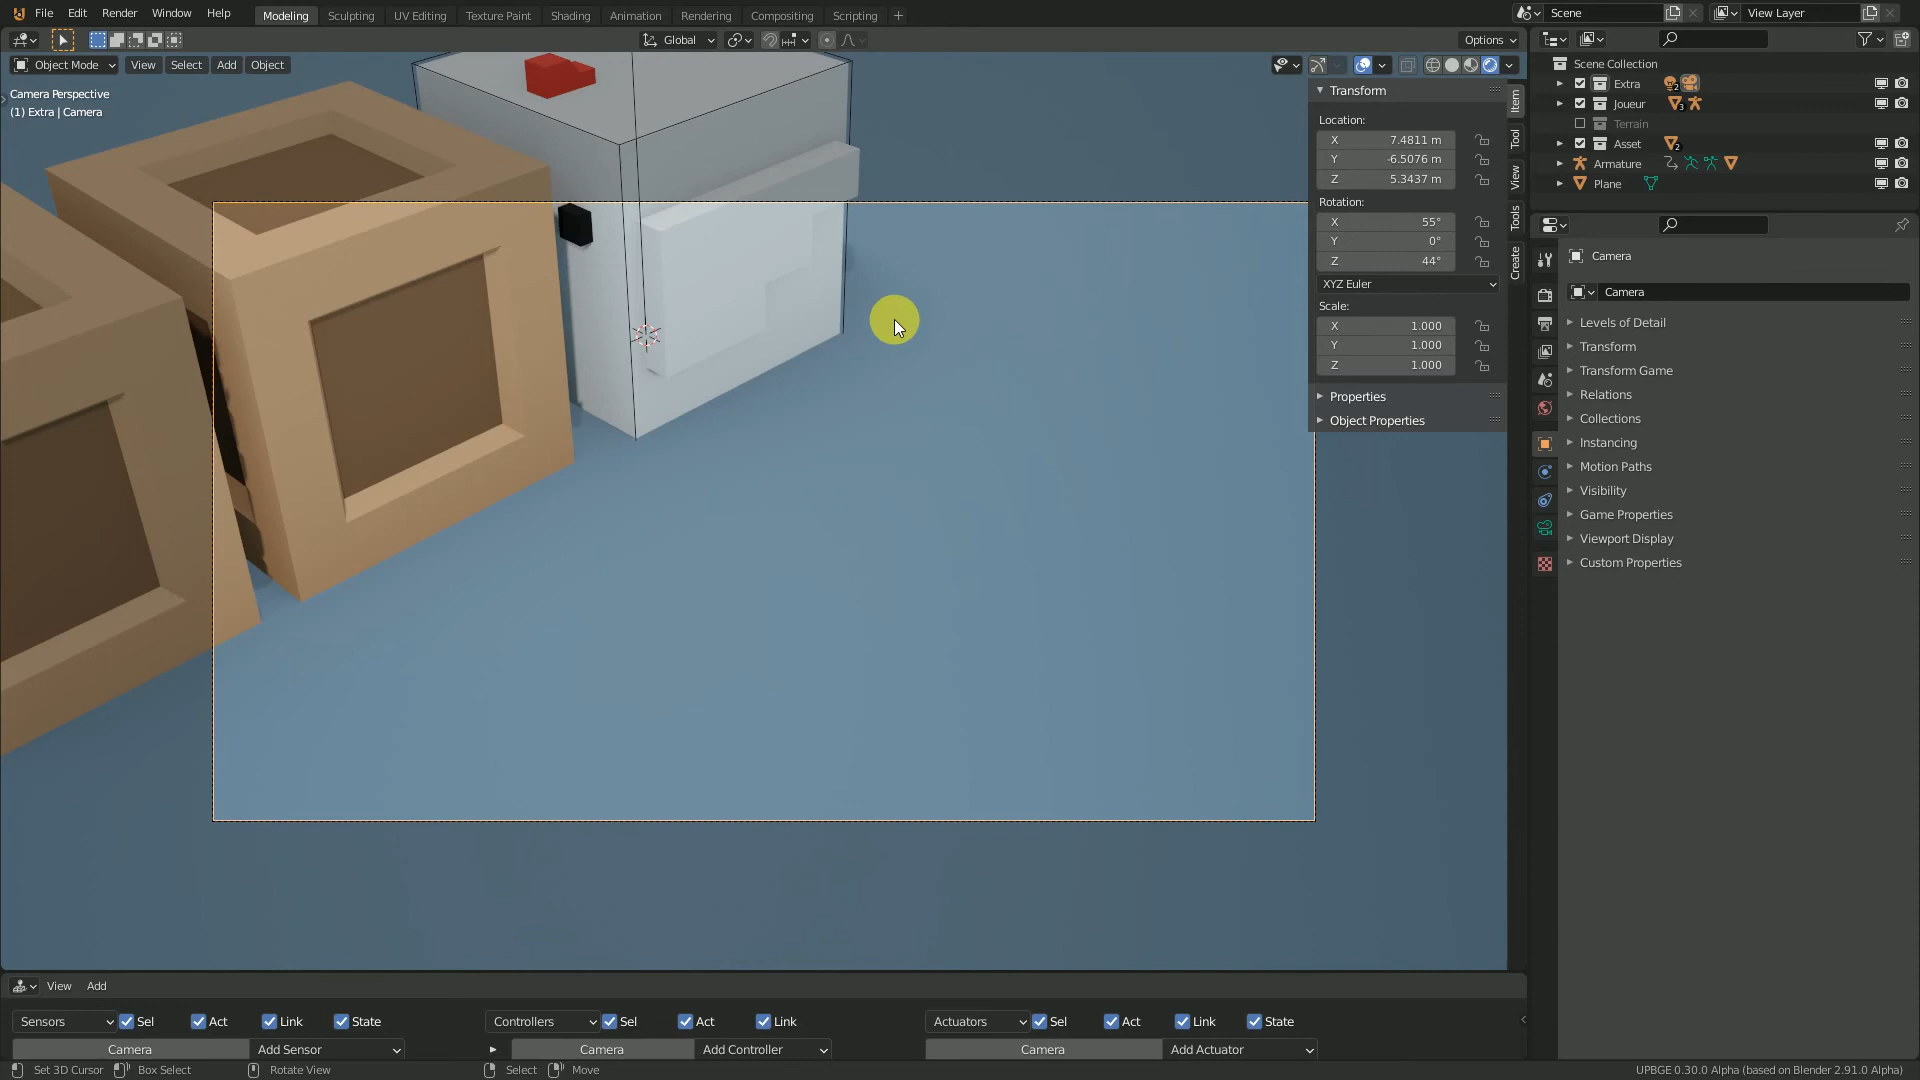 File Edit Render Window Help
Modeling Sculpting UV Editing Texture Paint Shading Animation Rendering Compositing Scripting +
Scene
View Layer
Global
Options
Object Mode View Select Add Object
Camera Perspective
(1) Extra | Camera
Transform
Location:
X 7.4811 m
Y -6.5076 m
Z 5.3437 m
Rotation:
X 55°
Y 0°
Z 44°
XYZ Euler
Scale:
X 1.000
Y 1.000
Z 1.000
Properties
Object Properties
Item
Tool
View
Tools
Create
Scene Collection
Extra 2
Joueur 3
Terrain
Asset 2
Armature
Plane
Camera
Camera
Levels of Detail
Transform
Transform Game
Relations
Collections
Instancing
Motion Paths
Visibility
Game Properties
Viewport Display
Custom Properties
View Add
Sensors Sel Act Link State
Controllers Sel Act Link
Actuators Sel Act Link State
Camera Add Sensor
Camera Add Controller
Camera Add Actuator
Set 3D Cursor Box Select Rotate View Select Move
UPBGE 0.30.0 Alpha (based on Blender 2.91.0 Alpha)